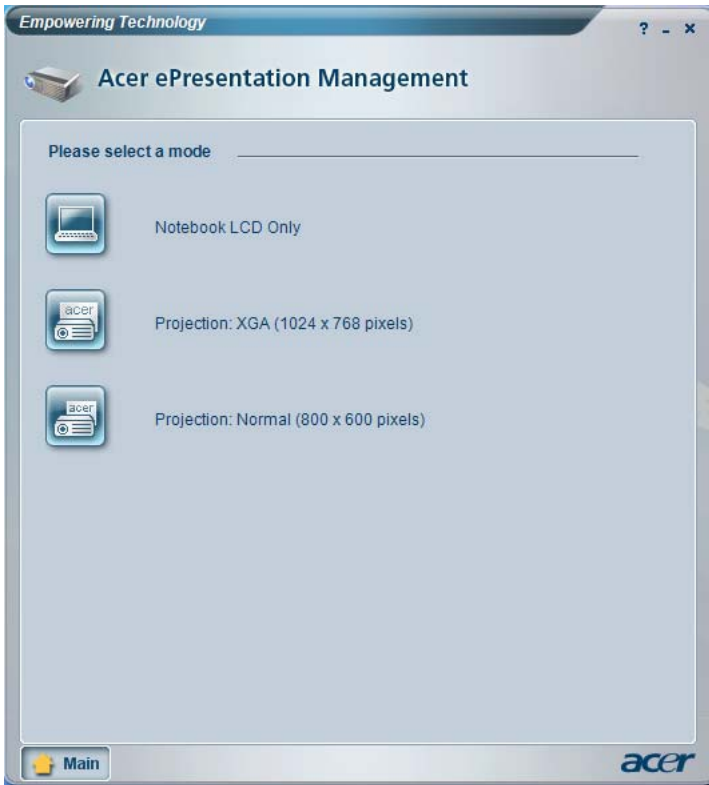 Empowering Technology
? - ×
Acer ePresentation Management
Please select a mode
Notebook LCD Only
acer
Projection: XGA (1024 x 768 pixels)
acer
Projection: Normal (800 x 600 pixels)
Main
acer